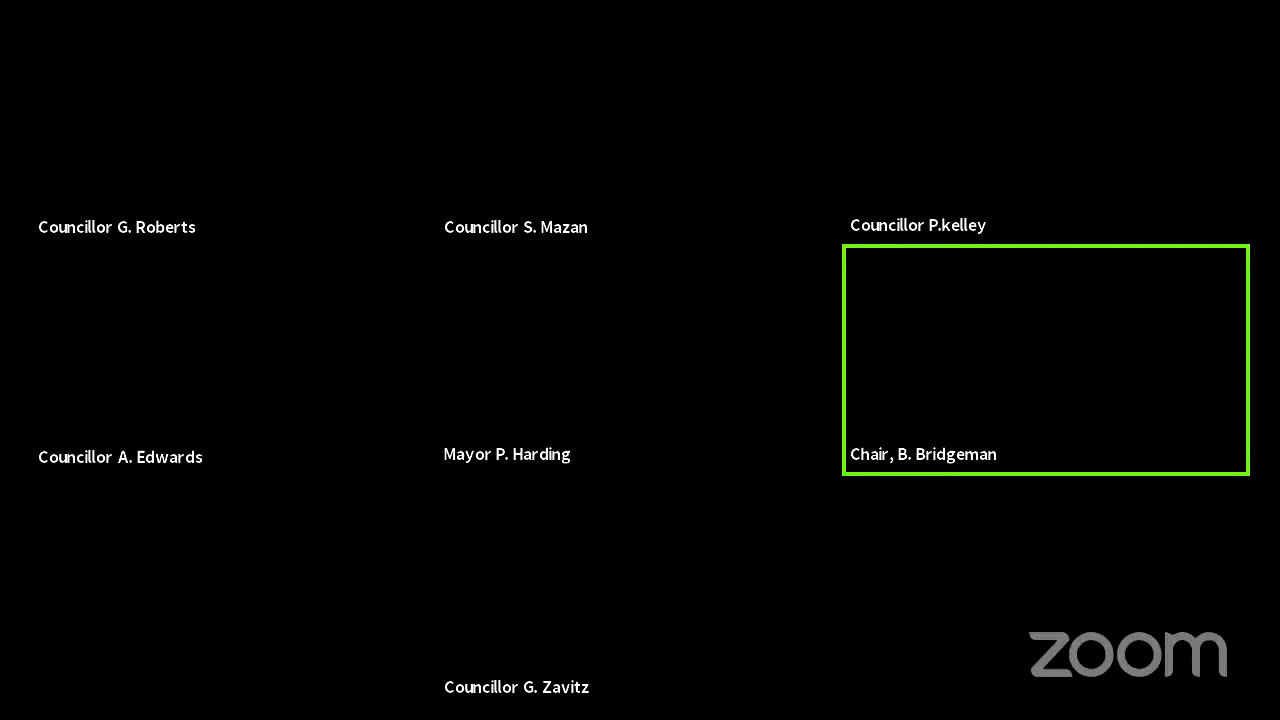 Councillor G. Roberts
Councillor S. Mazan
Councillor P.kelley
Councillor A. Edwards
Mayor P. Harding
Chair, B. Bridgeman
Councillor G. Zavitz
zoom